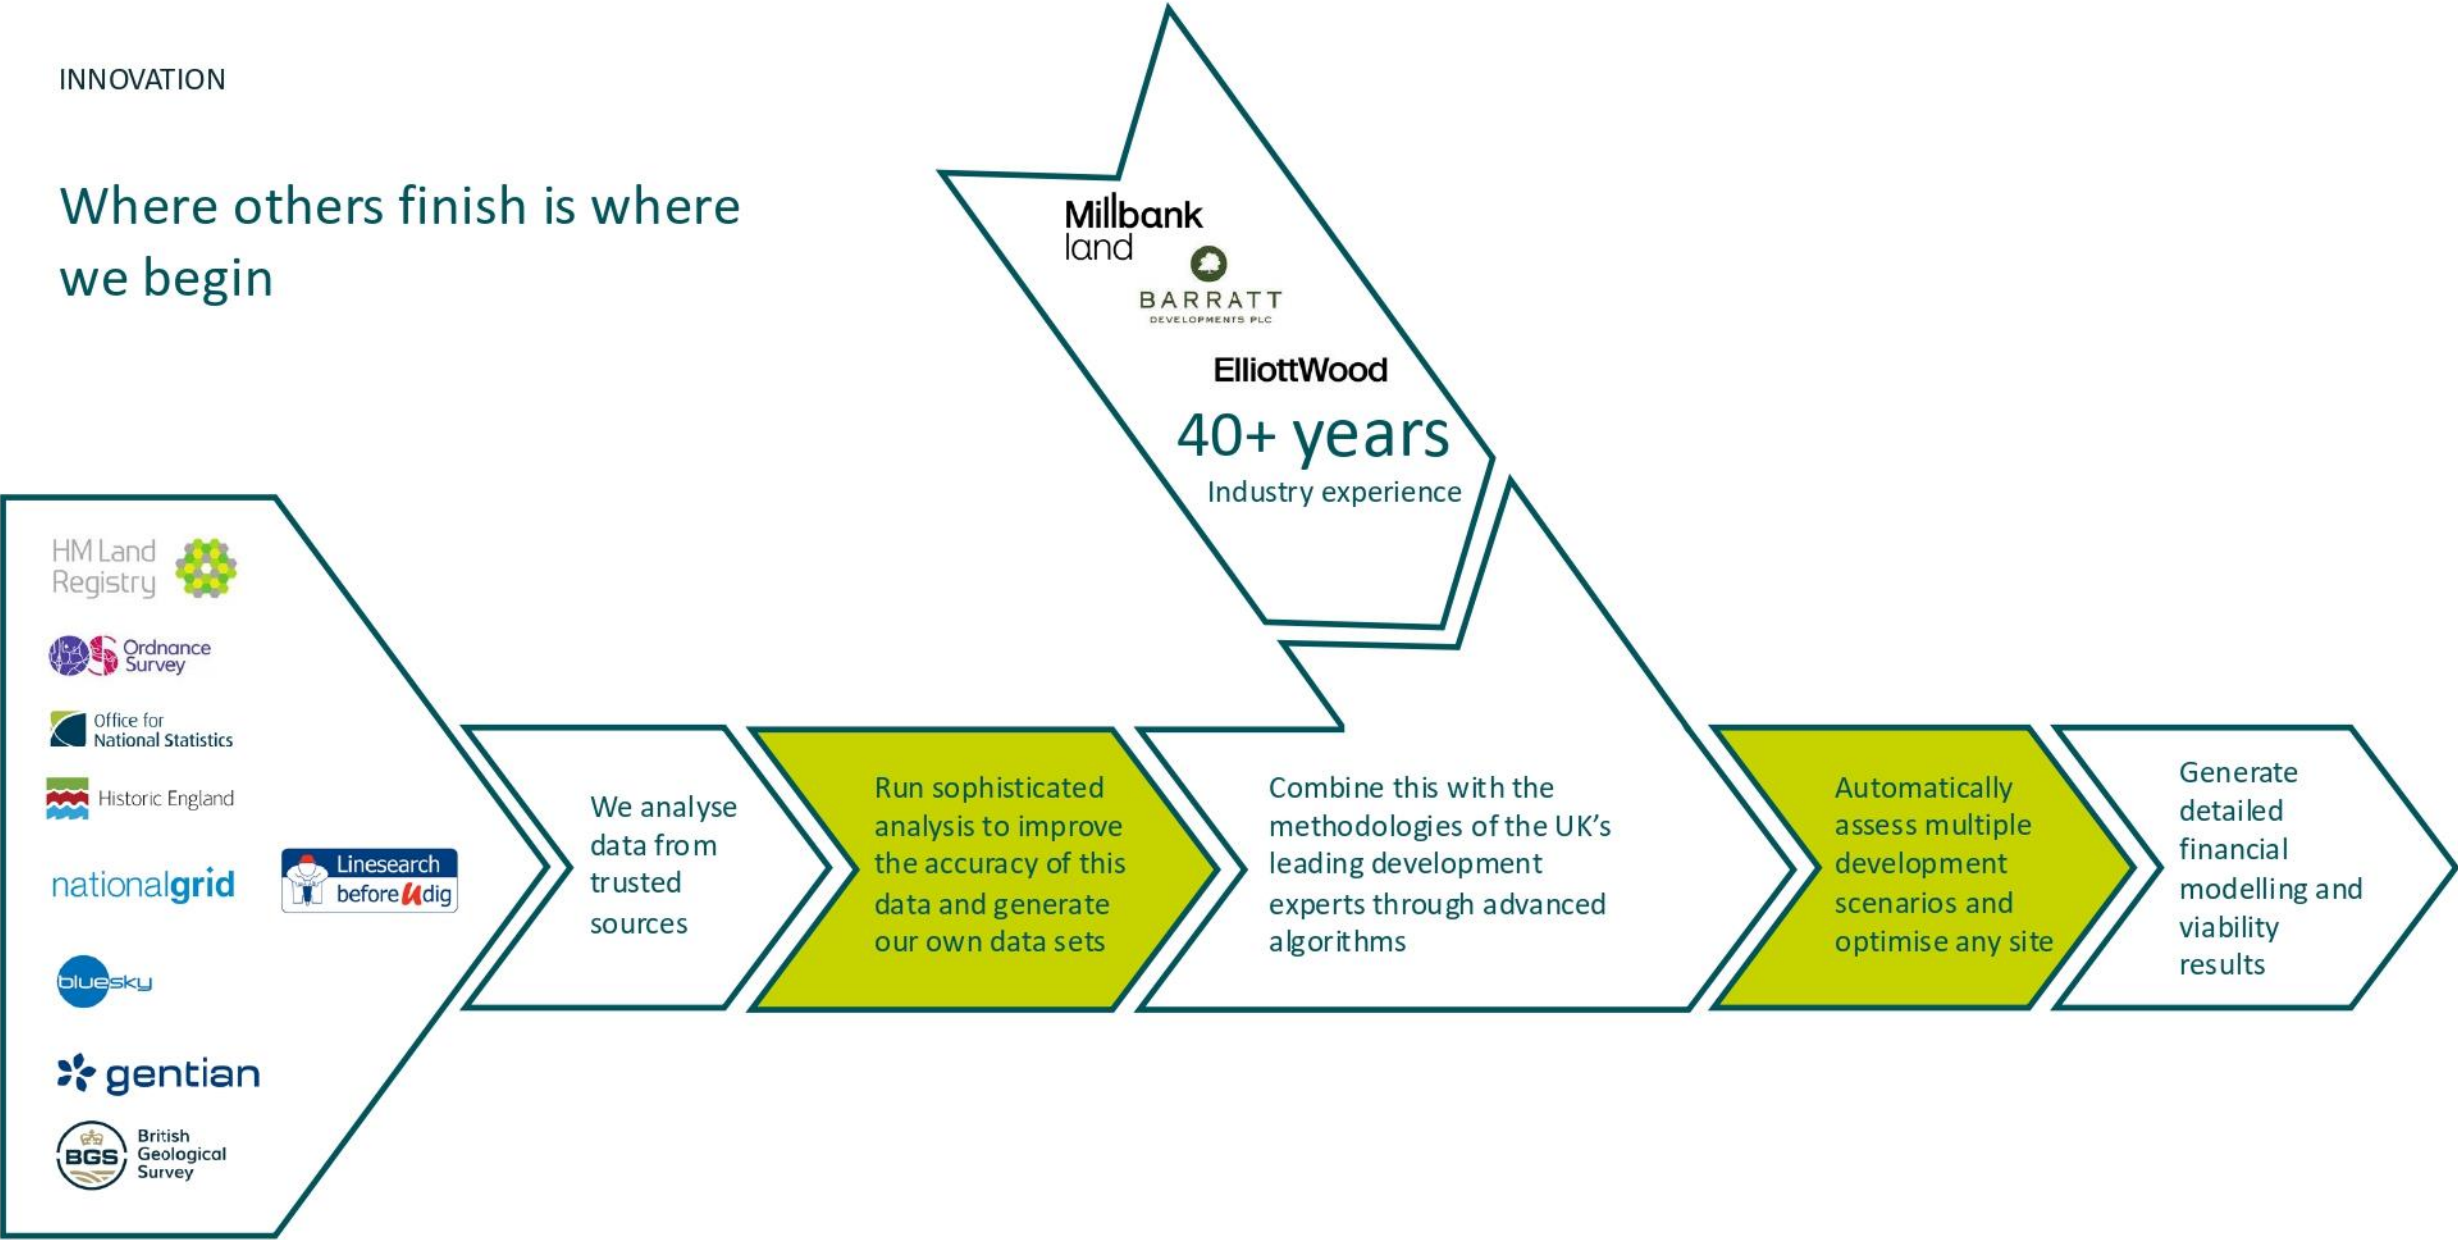 INNOVATION
Where others finish is where
we begin
Millbank
land
BARRATT
DEVELOPMENTS PLC
ElliottWood
40+ years
Industry experience
HM Land
Registry
OS Ordnance
Survey
Office for
National Statistics
Historic England
nationalgrid
Linesearch
beforeUdig
bluesky
gentian
BGS
British
Geological
Survey
We analyse
data from
trusted
sources
Run sophisticated
analysis to improve
the accuracy of this
data and generate
our own data sets
Combine this with the
methodologies of the UK's
leading development
experts through advanced
algorithms
Automatically
assess multiple
development
scenarios and
optimise any site
Generate
detailed
financial
modelling and
viability
results